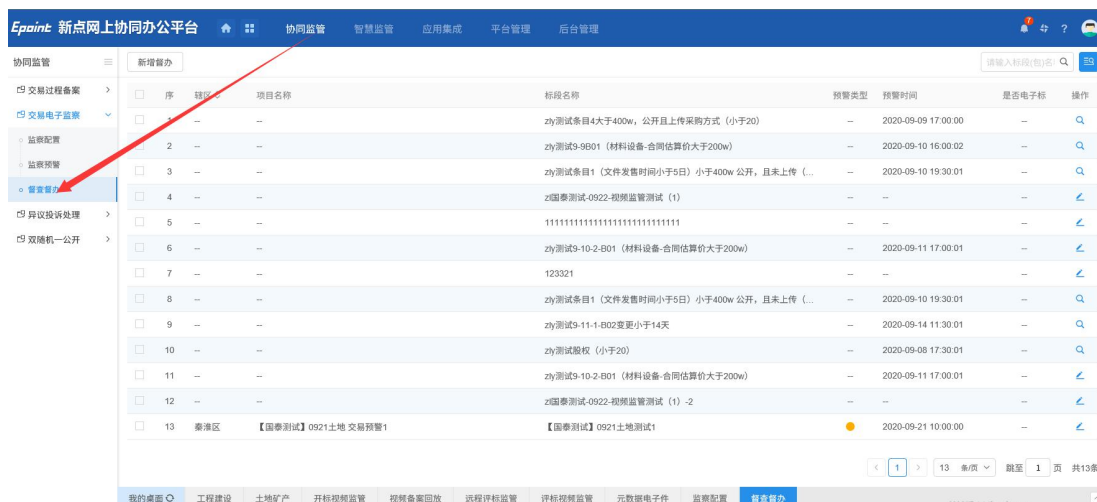 Epoint 新点网上协同办公平台 协同监管 智慧监管 应用集成 平台管理 后台管理 7 ?
协同监管
新增督办
请输入标段(包)名
交易过程备案
交易电子监察
监察配置
监察预警
督查督办
异议投诉处理
双随机一公开
序 辖区 项目名称 标段名称 预警类型 预警时间 是否电子标 操作
1 -- -- zly测试条目4大于400w，公开且上传采购方式（小于20） -- 2020-09-09 17:00:00 --
2 -- -- zly测试9-9B01（材料设备-合同估算价大于200w） -- 2020-09-10 16:00:02 --
3 -- -- zly测试条目1（文件发售时间小于5日）小于400w 公开，且未上传（... -- 2020-09-10 19:30:01 --
4 -- -- zl国泰测试-0922-视频监管测试（1） -- -- --
5 -- -- -- -- --
6 -- -- zly测试9-10-2-B01（材料设备-合同估算价大于200w） -- 2020-09-11 17:00:01 --
7 -- -- 123321 -- -- --
8 -- -- zly测试条目1（文件发售时间小于5日）小于400w 公开，且未上传（... -- 2020-09-10 19:30:01 --
9 -- -- zly测试9-11-1-B02变更小于14天 -- 2020-09-14 11:30:01 --
10 -- -- zly测试股权（小于20） -- 2020-09-08 17:30:01 --
11 -- -- zly测试9-10-2-B01（材料设备-合同估算价大于200w） -- 2020-09-11 17:00:01 --
12 -- -- zl国泰测试-0922-视频监管测试（1）-2 -- -- --
13 秦淮区 【国泰测试】0921土地 交易预警1 【国泰测试】0921土地测试1 2020-09-21 10:00:00 --
< 1 > 13 条/页 跳至 1 页 共13条
我的桌面 工程建设 土地矿产 开标视频监管 视频备案回放 远程评标监管 评标视频监管 元数据电子件 监察配置 督查督办